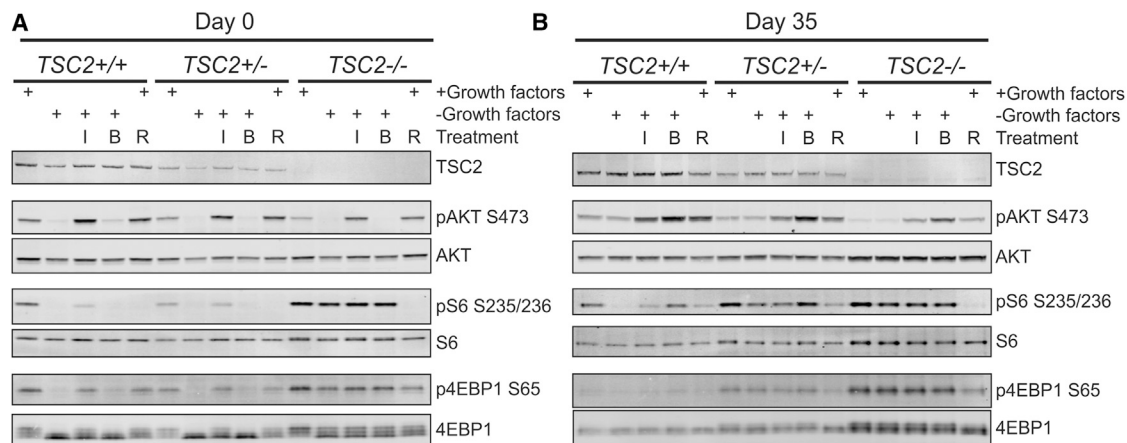 A
Day 0
TSC2+/+ TSC2+/- TSC2-/-
+ + + + + +Growth factors
+ + + + + + + + + -Growth factors
I B R I B R I B R Treatment
TSC2
pAKT S473
AKT
pS6 S235/236
S6
p4EBP1 S65
4EBP1
B
Day 35
TSC2+/+ TSC2+/- TSC2-/-
+ + + + + + +Growth factors
+ + + + + + + + + -Growth factors
I B R I B R I B R Treatment
TSC2
pAKT S473
AKT
pS6 S235/236
S6
p4EBP1 S65
4EBP1